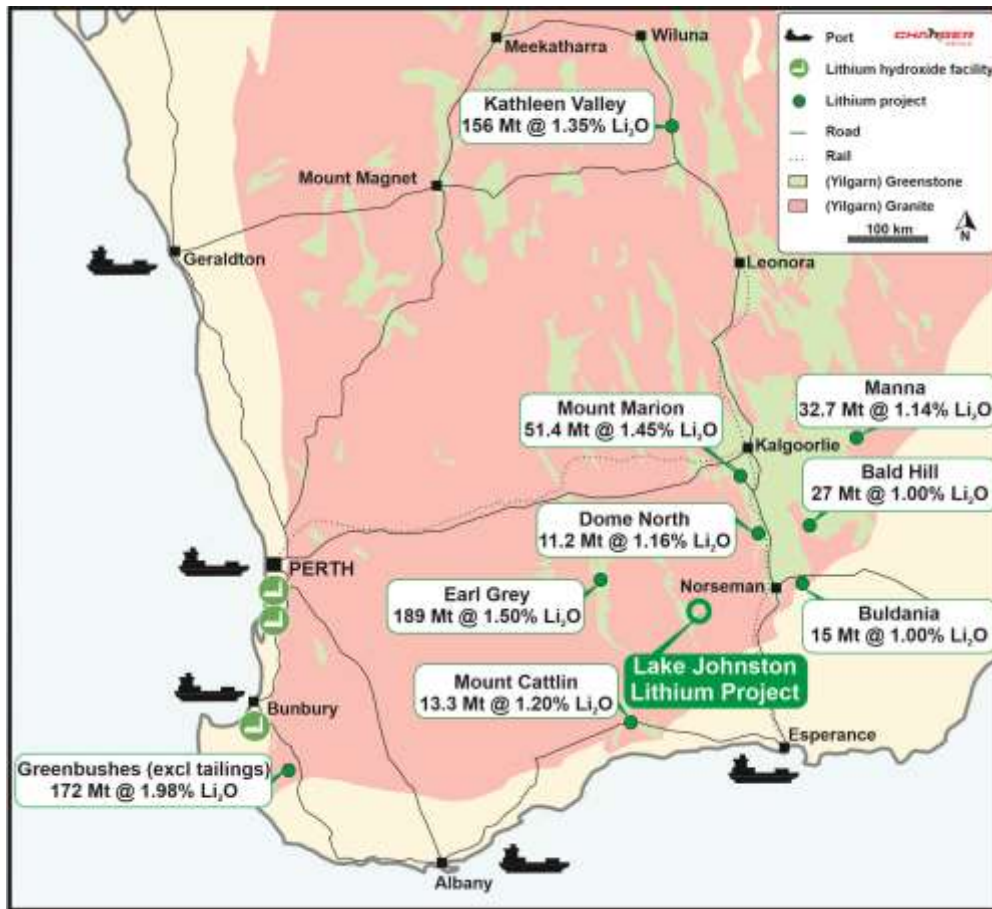 Meekatharra
Wiluna
Port
CHARGER
Lithium hydroxide facility
Lithium project
Road
Rail
(Yilgarn) Greenstone
(Yilgarn) Granite
100 km
N
Kathleen Valley
156 Mt @ 1.35% Li₂O
Mount Magnet
Geraldton
Leonora
Manna
32.7 Mt @ 1.14% Li₂O
Mount Marion
51.4 Mt @ 1.45% Li₂O
Kalgoorlie
Bald Hill
27 Mt @ 1.00% Li₂O
Dome North
11.2 Mt @ 1.16% Li₂O
PERTH
Earl Grey
189 Mt @ 1.50% Li₂O
Norseman
Buldania
15 Mt @ 1.00% Li₂O
Lake Johnston
Lithium Project
Mount Cattlin
13.3 Mt @ 1.20% Li₂O
Bunbury
Esperance
Greenbushes (excl tailings)
172 Mt @ 1.98% Li₂O
Albany